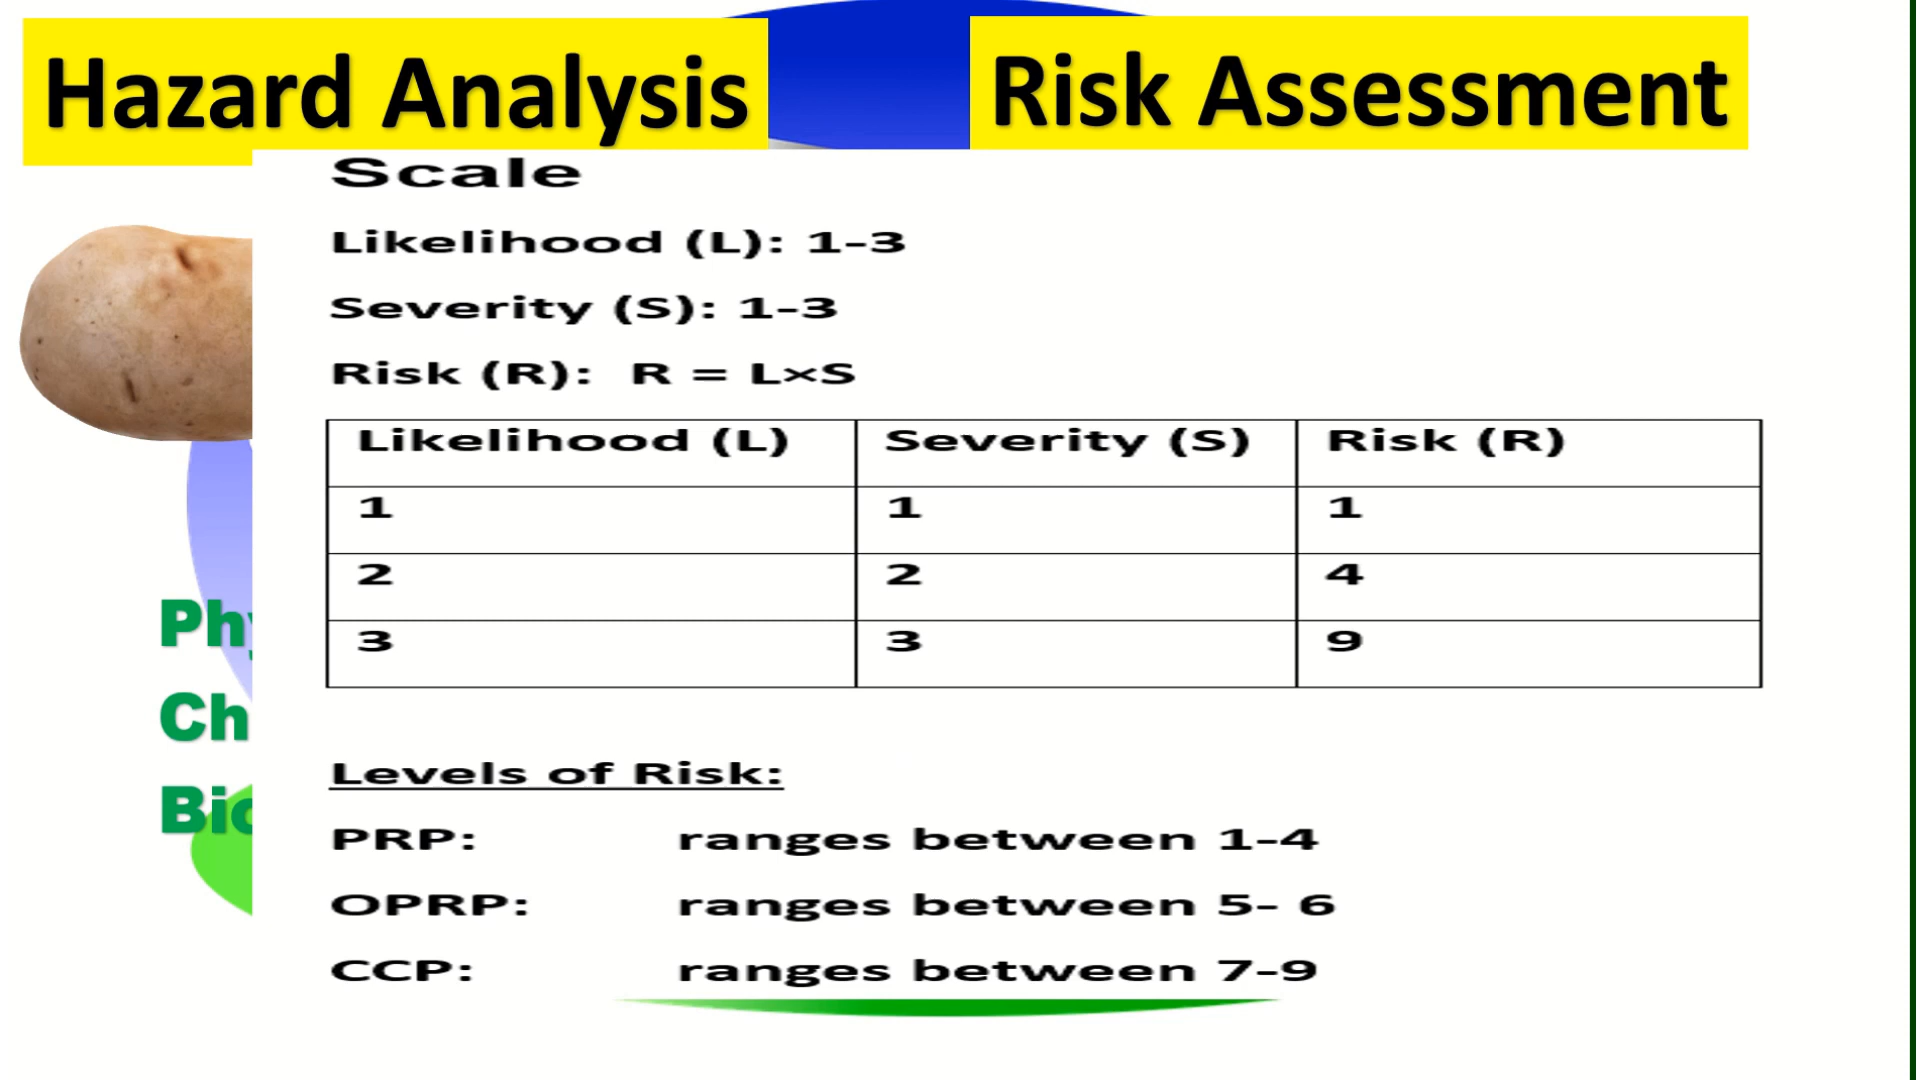 Hazard Analysis
Risk Assessment
Scale
Likelihood (L): 1-3
Severity (S): 1-3
Risk (R): R = L×S
Likelihood (L) Severity (S) Risk (R)
1 1 1
2 2 4
3 3 9
Levels of Risk:
PRP: ranges between 1-4
OPRP: ranges between 5- 6
CCP: ranges between 7-9